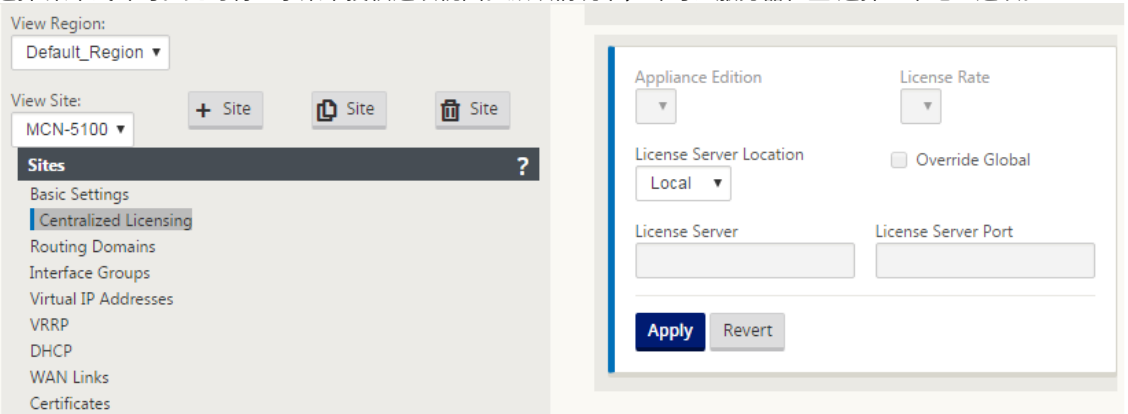 View Region:
Default_Region
View Site:
MCN-5100
+ Site
Site
Site
Sites ?
Basic Settings
Centralized Licensing
Routing Domains
Interface Groups
Virtual IP Addresses
VRRP
DHCP
WAN Links
Certificates
Appliance Edition
License Rate
License Server Location
Override Global
Local
License Server
License Server Port
Apply
Revert